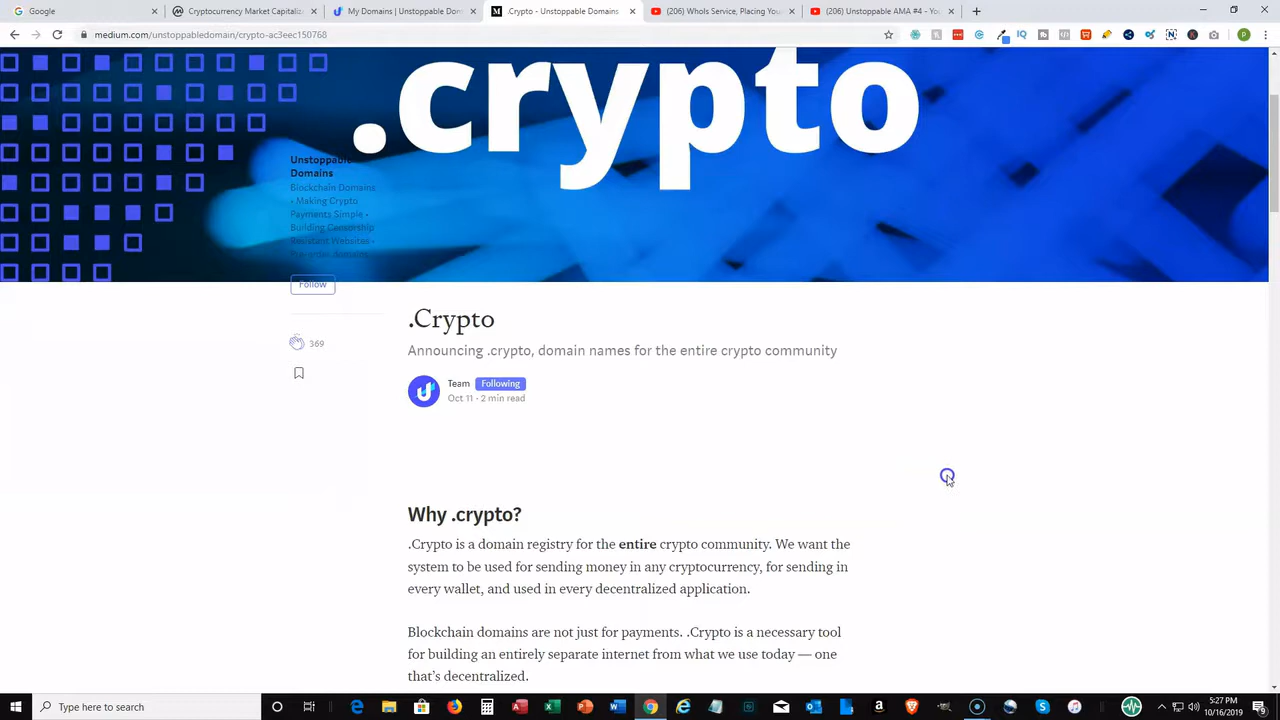 Google
Cryptocurrency Market Capitaliz
My Domains | Unstoppable Dom
.Crypto - Unstoppable Domains
(206) WhoIs Service, Placing You
(206) Unstoppable AMA #4 - You
medium.com/unstoppabledomain/crypto-ac3eec150768
.crypto
Unstoppable
Domains
Blockchain Domains
• Making Crypto
Payments Simple •
Building Censorship
Resistant Websites •
Pre-order domains
Follow
369
.Crypto
Announcing .crypto, domain names for the entire crypto community
Team Following
Oct 11 · 2 min read
Why .crypto?
.Crypto is a domain registry for the entire crypto community. We want the
system to be used for sending money in any cryptocurrency, for sending in
every wallet, and used in every decentralized application.
Blockchain domains are not just for payments. .Crypto is a necessary tool
for building an entirely separate internet from what we use today — one
that's decentralized.
Type here to search
5:27 PM
10/16/2019